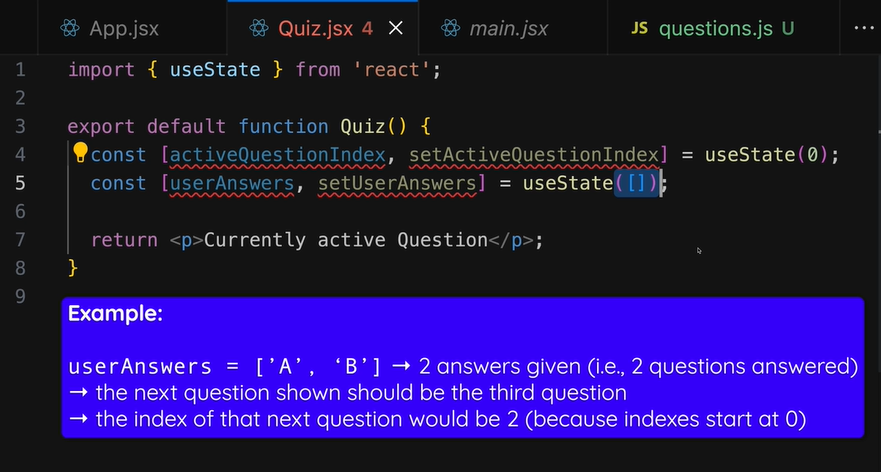 App.jsx Quiz.jsx 4 main.jsx JS questions.js U ...
1 import { useState } from 'react';
2
3 export default function Quiz() {
4 const [activeQuestionIndex, setActiveQuestionIndex] = useState(0);
5 const [userAnswers, setUserAnswers] = useState([]);
6
7 return <p>Currently active Question</p>;
8 }
9
Example:
userAnswers = [’A’, ‘B’] → 2 answers given (i.e., 2 questions answered)
→ the next question shown should be the third question
→ the index of that next question would be 2 (because indexes start at 0)